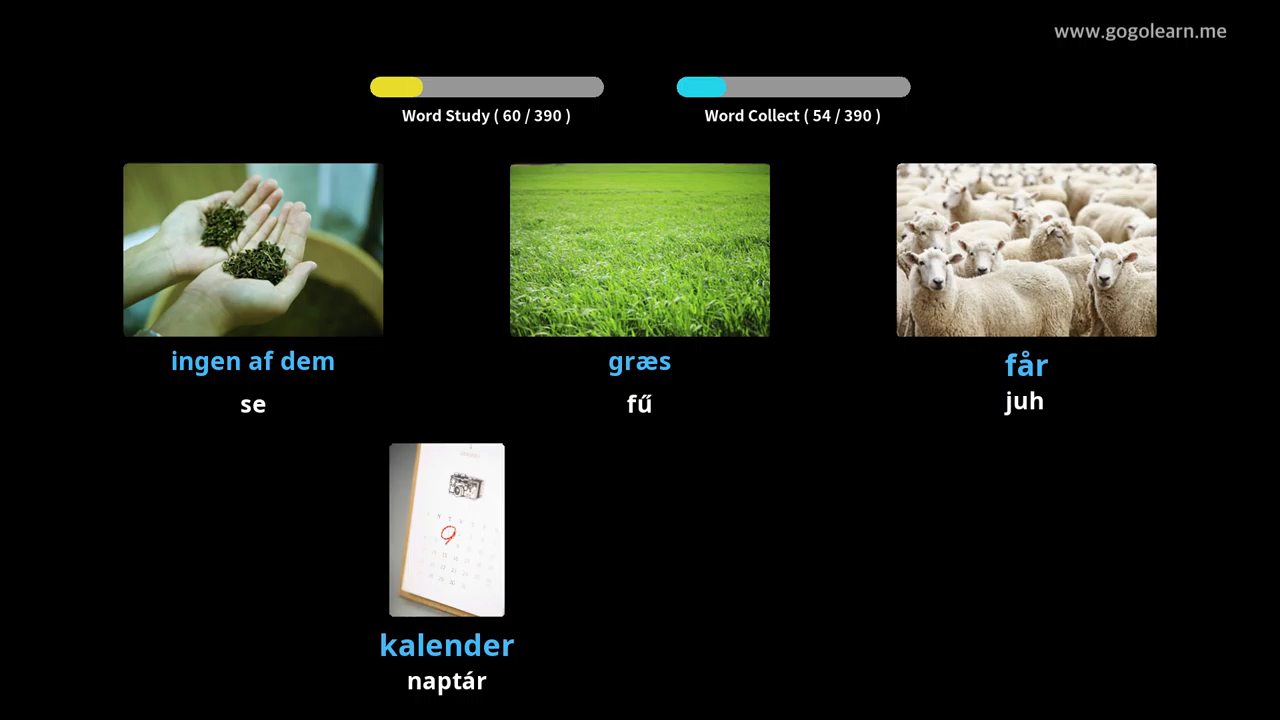 www.gogolearn.me
Word Study ( 60 / 390 )
Word Collect ( 54 / 390 )
ingen af dem
se
græs
fű
får
juh
kalender
naptár